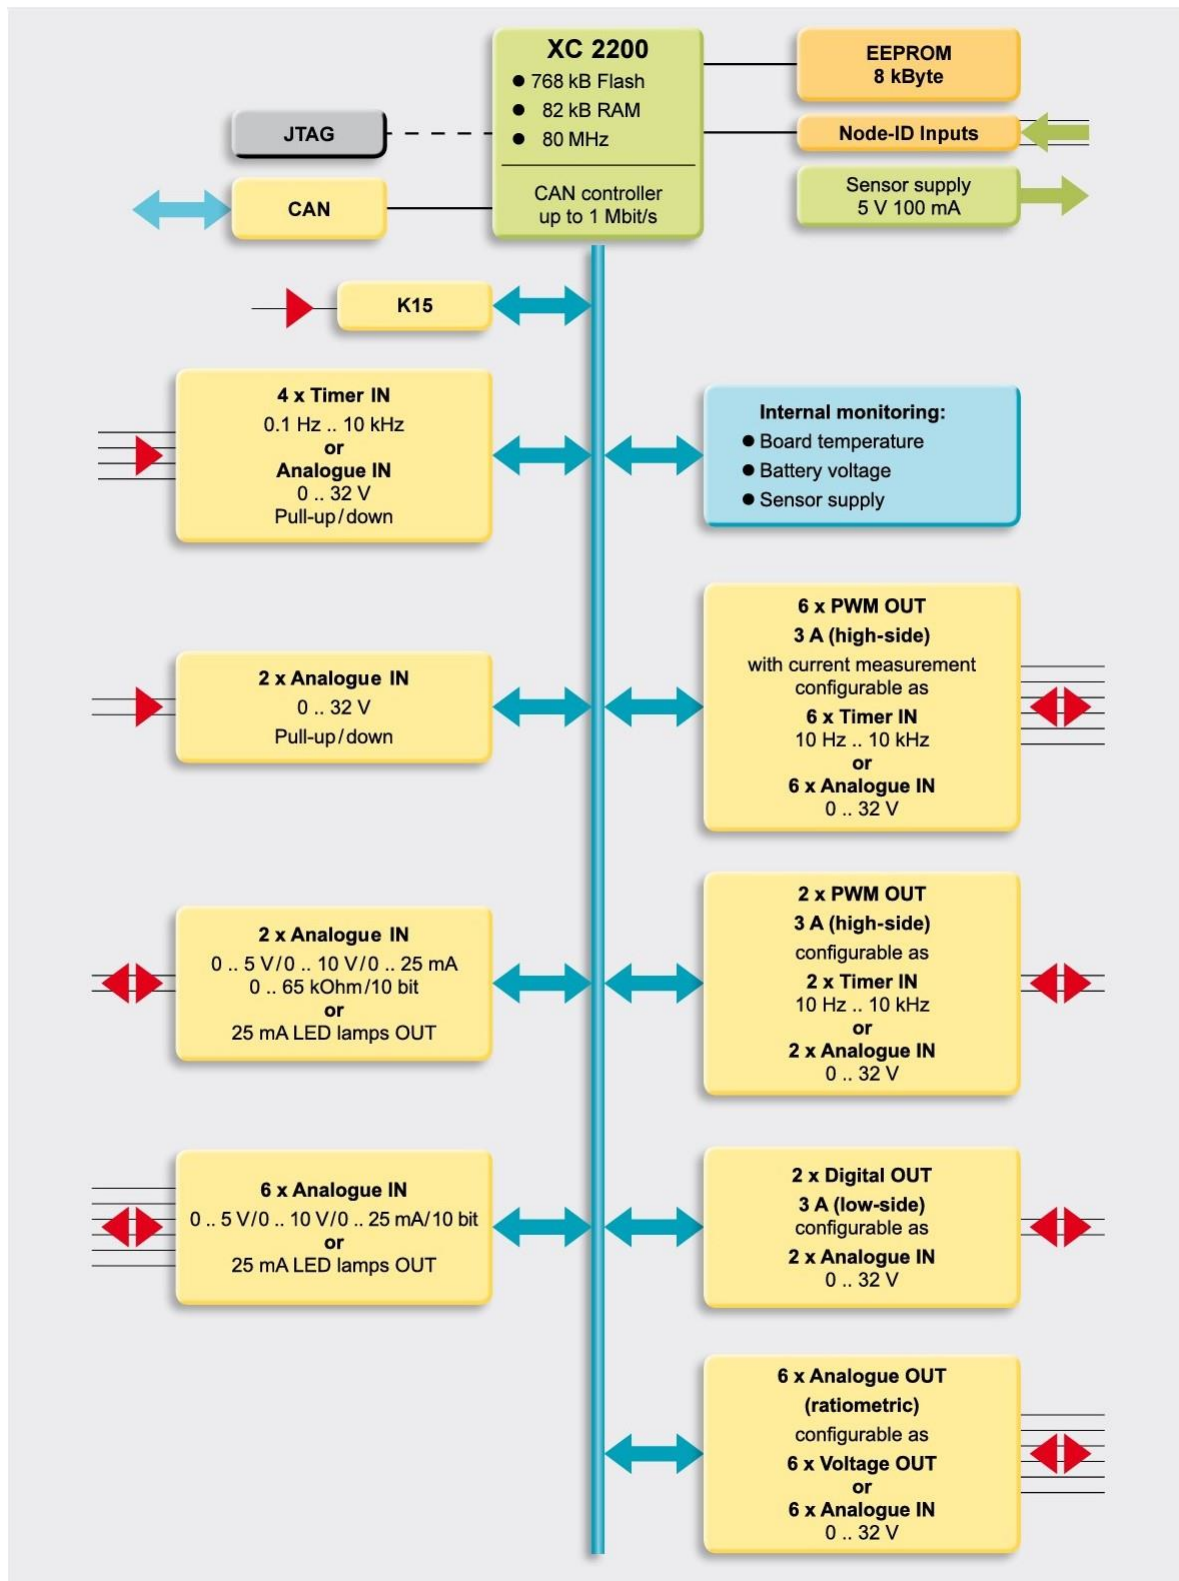 XC 2200
● 768 kB Flash
● 82 kB RAM
● 80 MHz
CAN controller
up to 1 Mbit/s
EEPROM
8 kByte
JTAG
Node-ID Inputs
CAN
Sensor supply
5 V 100 mA
K15
4 x Timer IN
0.1 Hz .. 10 kHz
or
Analogue IN
0 .. 32 V
Pull-up/down
Internal monitoring:
● Board temperature
● Battery voltage
● Sensor supply
2 x Analogue IN
0 .. 32 V
Pull-up/down
6 x PWM OUT
3 A (high-side)
with current measurement
configurable as
6 x Timer IN
10 Hz .. 10 kHz
or
6 x Analogue IN
0 .. 32 V
2 x Analogue IN
0 .. 5 V/0 .. 10 V/0 .. 25 mA
0 .. 65 kOhm/10 bit
or
25 mA LED lamps OUT
2 x PWM OUT
3 A (high-side)
configurable as
2 x Timer IN
10 Hz .. 10 kHz
or
2 x Analogue IN
0 .. 32 V
6 x Analogue IN
0 .. 5 V/0 .. 10 V/0 .. 25 mA/10 bit
or
25 mA LED lamps OUT
2 x Digital OUT
3 A (low-side)
configurable as
2 x Analogue IN
0 .. 32 V
6 x Analogue OUT
(ratiometric)
configurable as
6 x Voltage OUT
or
6 x Analogue IN
0 .. 32 V